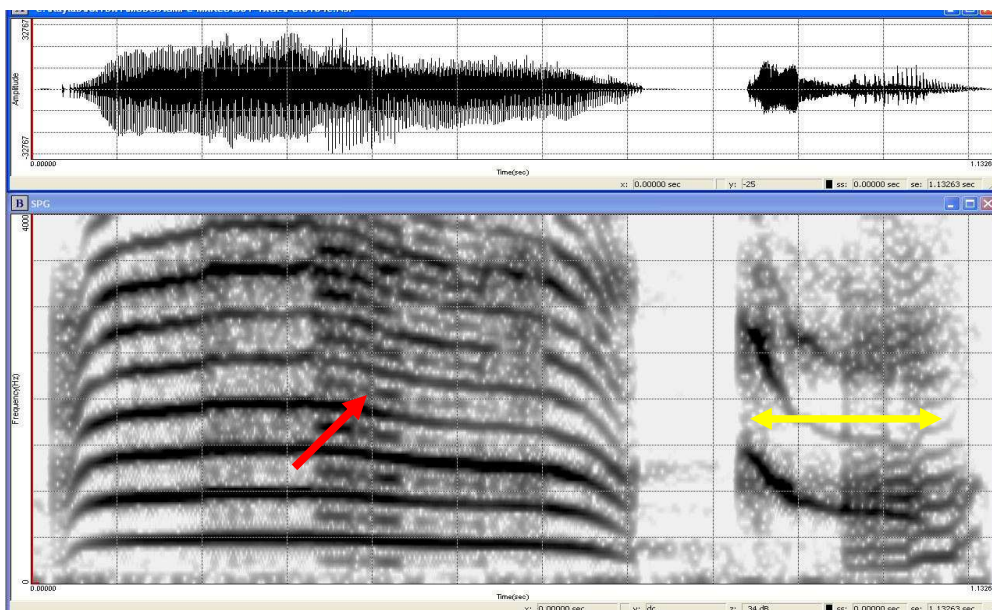 32767
Amplitude
-32767
0.00000
Time(sec)
1.1326
x: 0.00000 sec y: -25 ss: 0.00000 sec se: 1.13263 sec
B SPG
4000
Frequency(Hz)
0
0.00000
Time(sec)
1.1326
0.00000 sec
dc
-34 dB
ss: 0.00000 sec se: 1.13263 sec